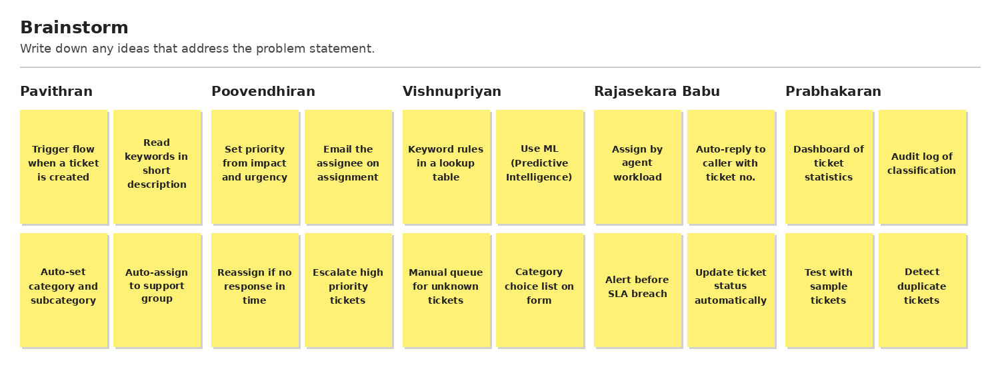 Brainstorm
Write down any ideas that address the problem statement.
Pavithran
Trigger flow
when a ticket
is created
Read
keywords in
short
description
Auto-set
category and
subcategory
Auto-assign
to support
group
Poovendhiran
Set priority
from impact
and urgency
Email the
assignee on
assignment
Reassign if no
response in
time
Escalate high
priority
tickets
Vishnupriyan
Keyword rules
in a lookup
table
Use ML
(Predictive
Intelligence)
Manual queue
for unknown
tickets
Category
choice list on
form
Rajasekara Babu
Assign by
agent
workload
Auto-reply to
caller with
ticket no.
Alert before
SLA breach
Update ticket
status
automatically
Prabhakaran
Dashboard of
ticket
statistics
Audit log of
classification
Test with
sample
tickets
Detect
duplicate
tickets